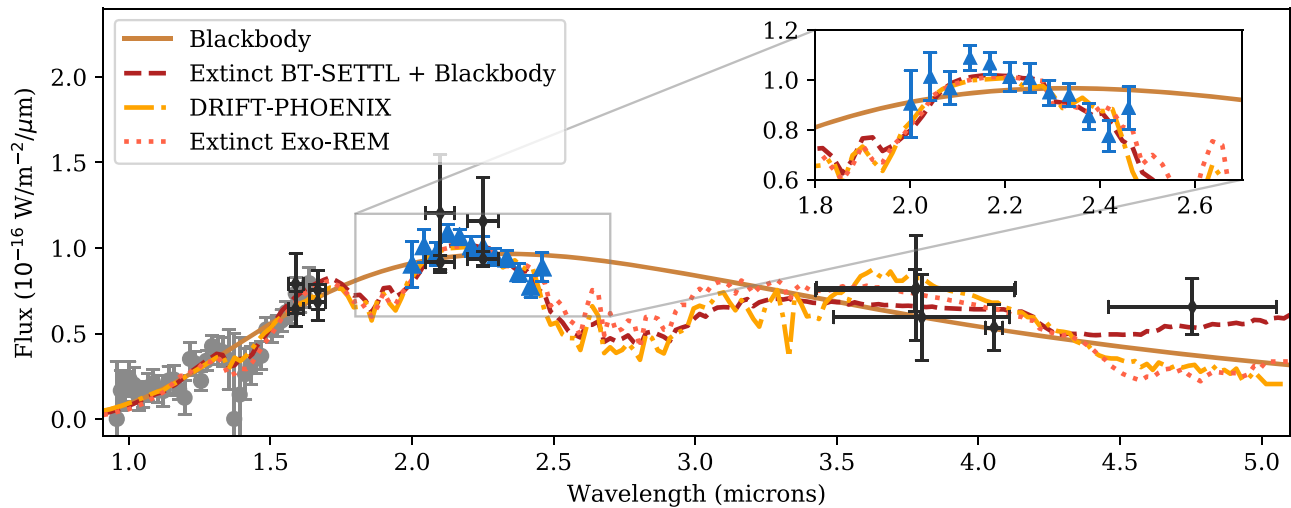 Blackbody
Extinct BT-SETTL + Blackbody
DRIFT-PHOENIX
Extinct Exo-REM
Flux (10⁻¹⁶ W/m⁻²/μm)
2.0
1.5
1.0
0.5
0.0
1.2
1.0
0.8
0.6
1.8 2.0 2.2 2.4 2.6
1.0 1.5 2.0 2.5 3.0 3.5 4.0 4.5 5.0
Wavelength (microns)